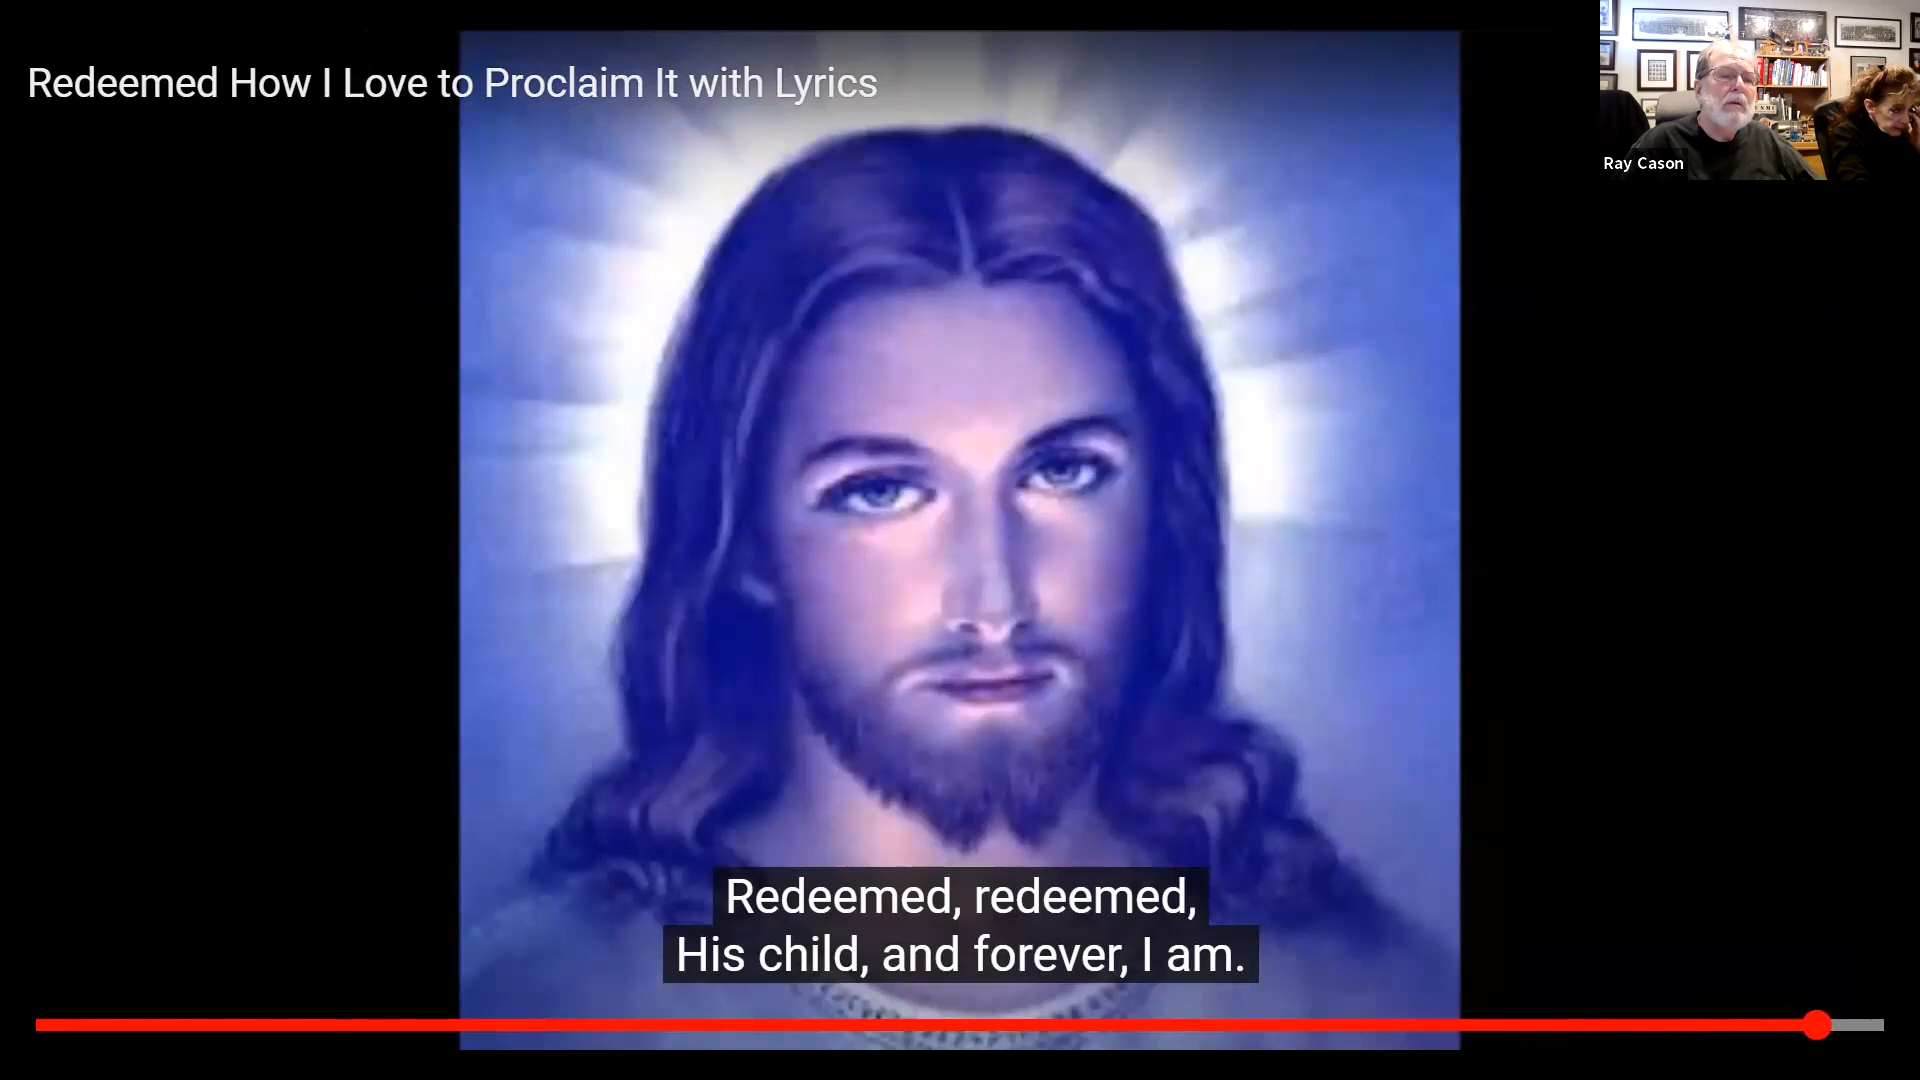 Redeemed How I Love to Proclaim It with Lyrics
Ray Cason
Redeemed, redeemed,
His child, and forever, I am.